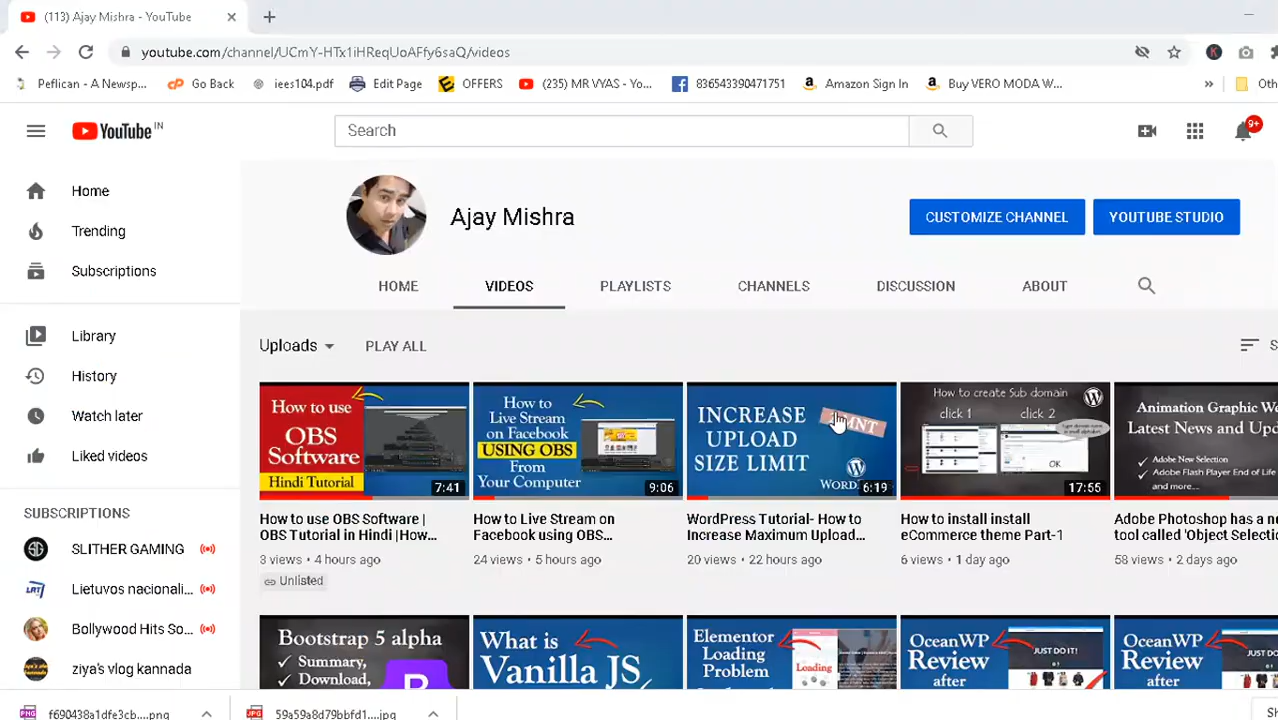 (113) Ajay Mishra - YouTube
youtube.com/channel/UCmY-HTx1iHReqUoAFfy6saQ/videos
Peflican - A Newsp...
Go Back
iees104.pdf
Edit Page
OFFERS
(235) MR VYAS - Yo...
836543390471751
Amazon Sign In
Buy VERO MODA W...
Oth
YouTube IN
Search
9+
Home
Trending
Subscriptions
Library
History
Watch later
Liked videos
SUBSCRIPTIONS
SLITHER GAMING
Lietuvos nacionali...
Bollywood Hits So...
ziya's vlog kannada
Ajay Mishra
CUSTOMIZE CHANNEL
YOUTUBE STUDIO
HOME
VIDEOS
PLAYLISTS
CHANNELS
DISCUSSION
ABOUT
Uploads
PLAY ALL
S
How to use
OBS
Software
Hindi Tutorial
7:41
How to use OBS Software |
OBS Tutorial in Hindi |How...
3 views • 4 hours ago
Unlisted
How to
Live Stream
on Facebook
USING OBS
From
Your Computer
9:06
How to Live Stream on
Facebook using OBS...
24 views • 5 hours ago
INCREASE
UPLOAD
SIZE LIMIT
6:19
WordPress Tutorial- How to
Increase Maximum Upload...
20 views • 22 hours ago
How to create Sub domain
click 1
click 2
OK
17:55
How to install install
eCommerce theme Part-1
6 views • 1 day ago
Animation Graphic We
Latest News and Upd
✓ Adobe New Selection
✓ Adobe Flash Player End of Life
✓ and more...
Adobe Photoshop has a n
tool called 'Object Selectio
58 views • 2 days ago
Bootstrap 5 alpha
✓ Summary,
✓ Download,
B
What is
Vanilla JS
Elementor
Loading
Problem
Loading
OceanWP
Review
after
JUST DO IT!
OceanWP
Review
after
JUST DO IT!
f690438a1dfe3cb....png
59a59a8d79bbfd1....jpg
Sh